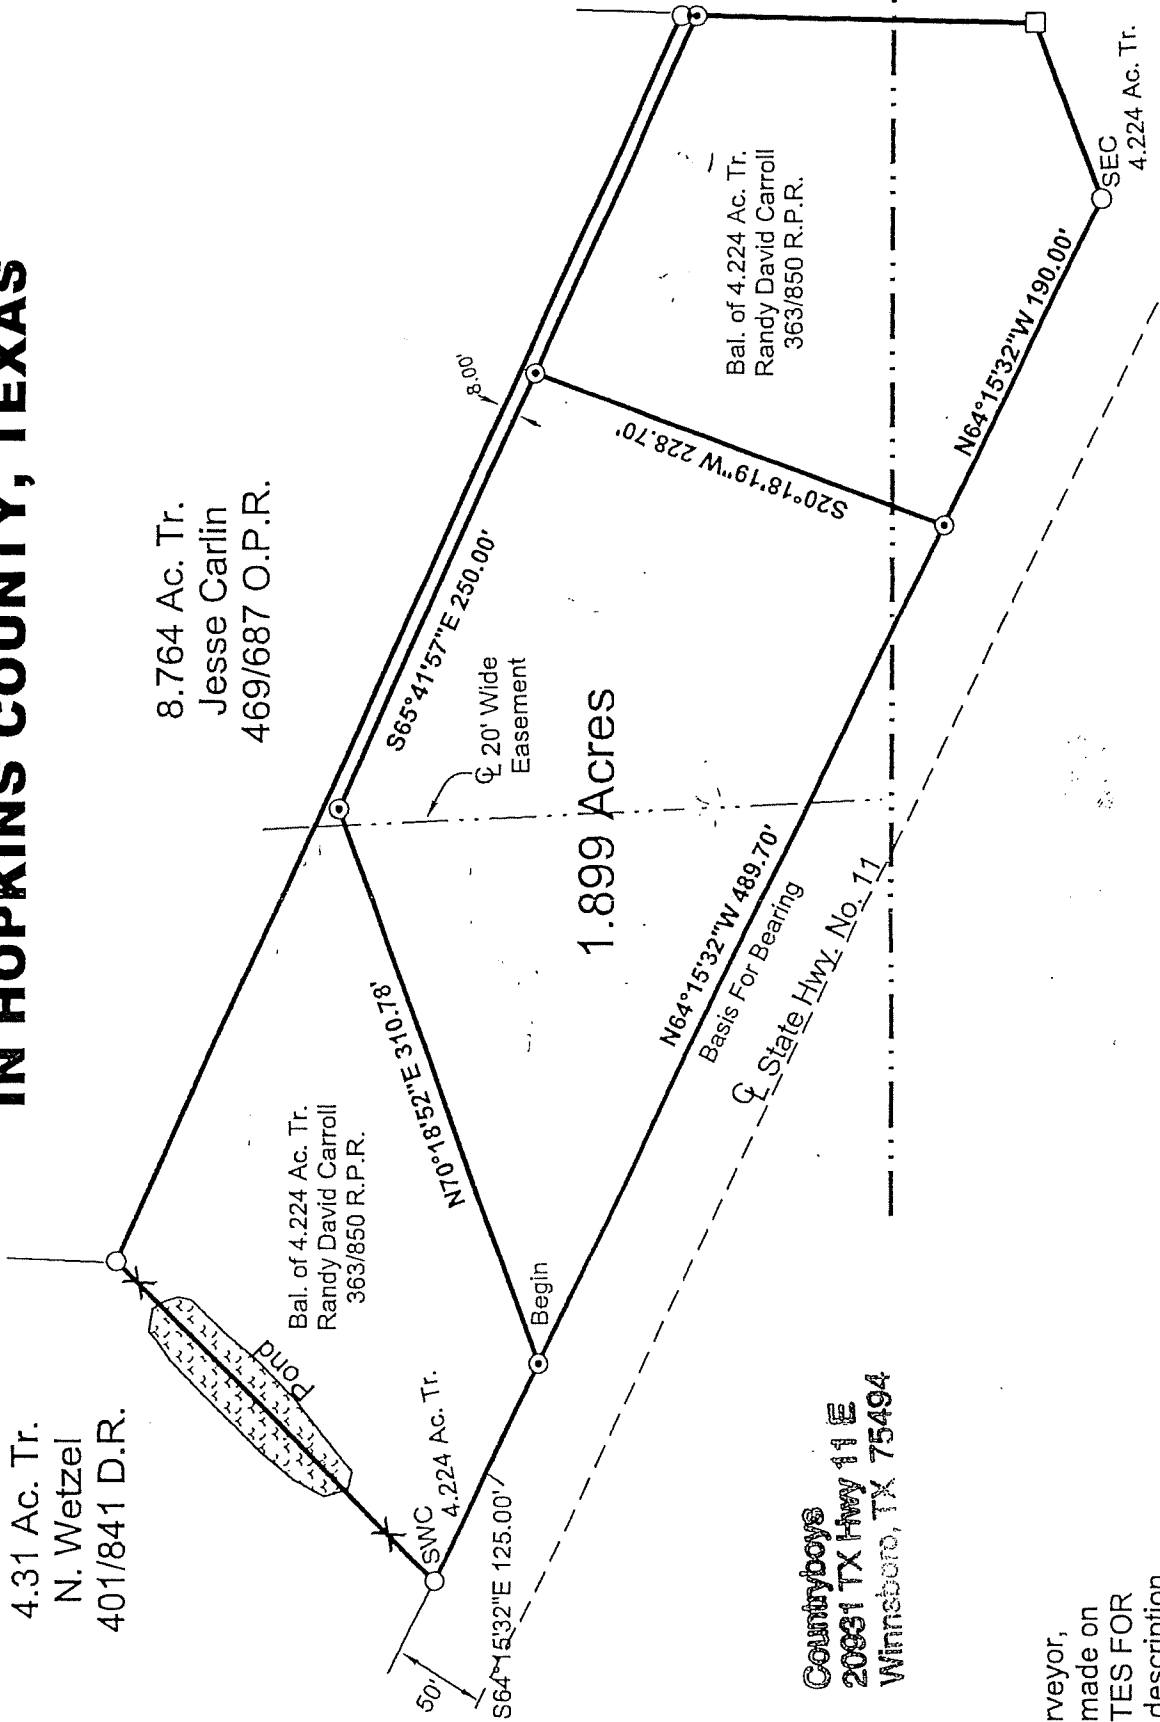 IN HOPKINS COUNTY, TEXAS
4.31 Ac. Tr.
N. Wetzel
401/841 D.R.
8.764 Ac. Tr.
Jesse Carlin
469/687 O.P.R.
Bal. of 4.224 Ac. Tr.
Randy David Carroll
363/850 R.P.R.
Pond
SWC
4.224 Ac. Tr.
50'
S64°15'32"E 125.00'
Begin
N70°18'52"E 310.78'
S65°41'57"E 250.00'
8.00'
℄ 20' Wide
Easement
1.899 Acres
S20°18'19"W 228.70'
N64°15'32"W 489.70'
Basis For Bearing
℄ State Hwy. No. 11
Bal. of 4.224 Ac. Tr.
Randy David Carroll
363/850 R.P.R.
N64°15'32"W 190.00'
SEC
4.224 Ac. Tr.
Countryboys
20931 TX Hwy 11 E
Winnsboro, TX 75494
rveyor,
made on
TES FOR
description